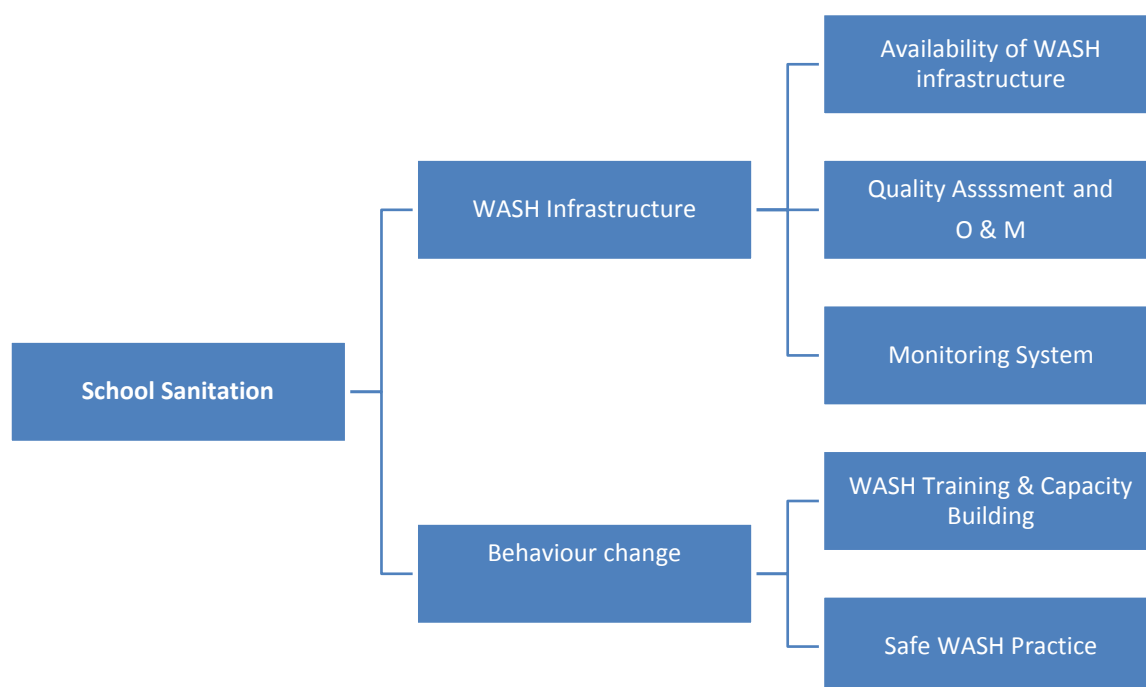 School Sanitation
WASH Infrastructure
Availability of WASH
infrastructure
Quality Assssment and
O & M
Monitoring System
Behaviour change
WASH Training & Capacity
Building
Safe WASH Practice